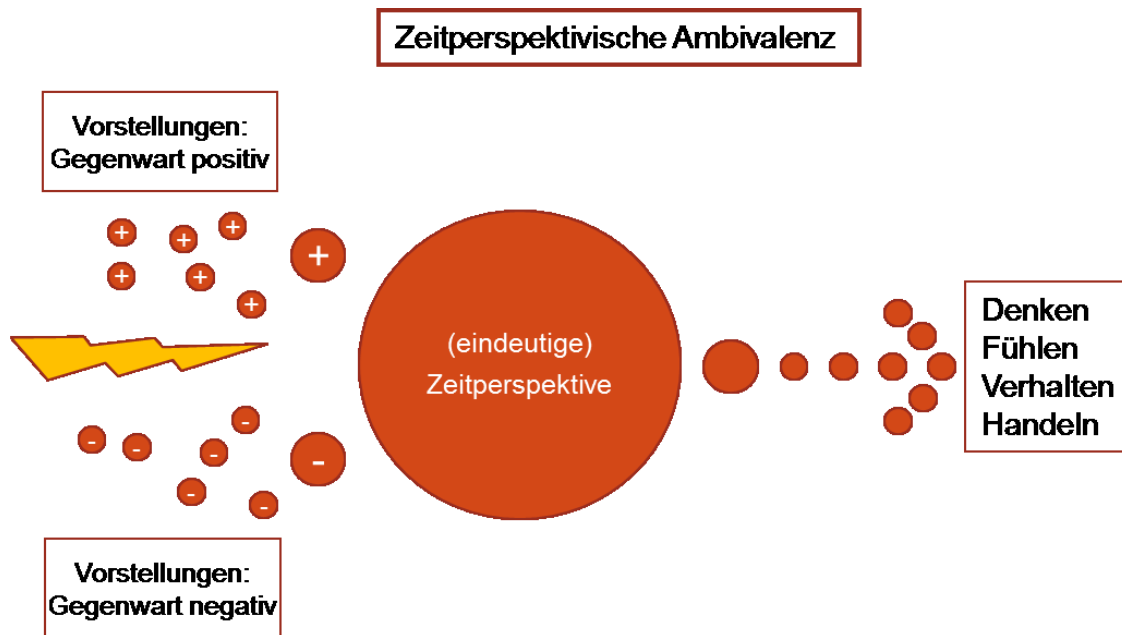 Zeitperspektivische Ambivalenz
Vorstellungen:
Gegenwart positiv
+ + +
+ + +
+
(eindeutige)
Zeitperspektive
Denken
Fühlen
Verhalten
Handeln
-
- - - -
- -
Vorstellungen:
Gegenwart negativ